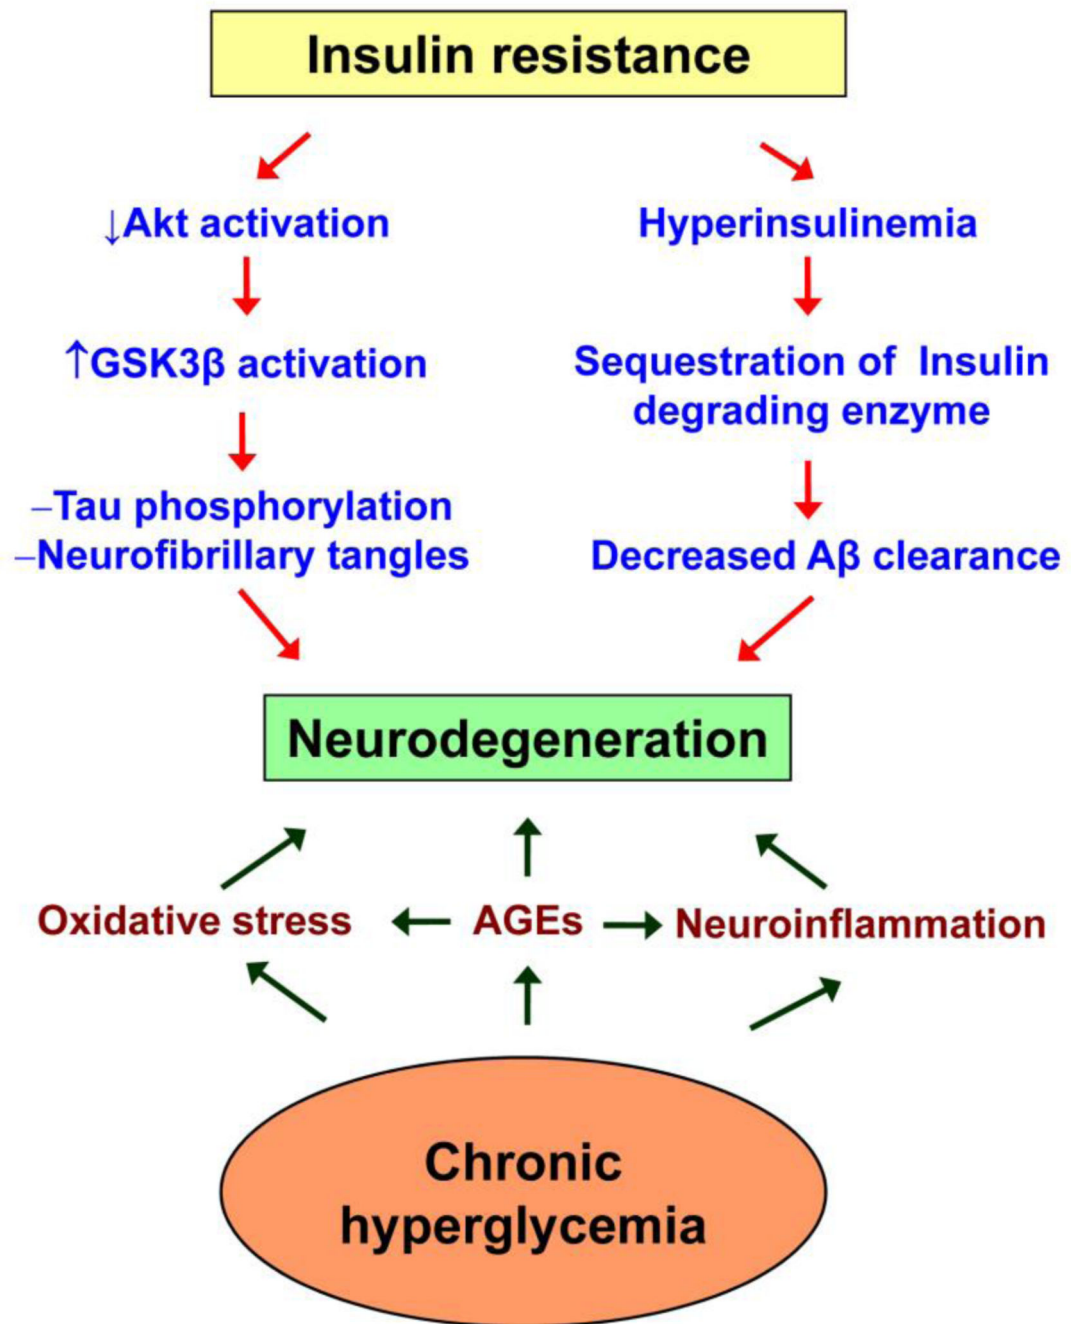 Insulin resistance
↓Akt activation
Hyperinsulinemia
↑GSK3β activation
Sequestration of  Insulin
degrading enzyme
–Tau phosphorylation
–Neurofibrillary tangles
Decreased Aβ clearance
Neurodegeneration
Oxidative stress
AGEs
Neuroinflammation
Chronic
hyperglycemia